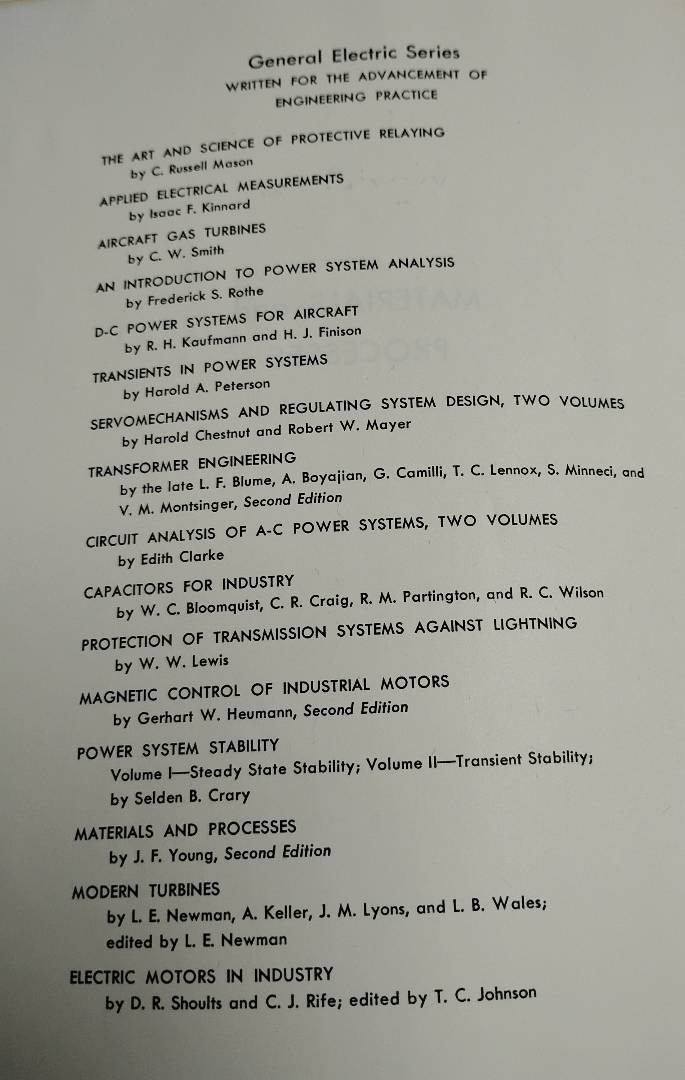 General Electric Series
WRITTEN FOR THE ADVANCEMENT OF
ENGINEERING PRACTICE
THE ART AND SCIENCE OF PROTECTIVE RELAYING
by C. Russell Mason
APPLIED ELECTRICAL MEASUREMENTS
by Isaac F. Kinnard
AIRCRAFT GAS TURBINES
by C. W. Smith
AN INTRODUCTION TO POWER SYSTEM ANALYSIS
by Frederick S. Rothe
D-C POWER SYSTEMS FOR AIRCRAFT
by R. H. Kaufmann and H. J. Finison
TRANSIENTS IN POWER SYSTEMS
by Harold A. Peterson
SERVOMECHANISMS AND REGULATING SYSTEM DESIGN, TWO VOLUMES
by Harold Chestnut and Robert W. Mayer
TRANSFORMER ENGINEERING
by the late L. F. Blume, A. Boyajian, G. Camilli, T. C. Lennox, S. Minneci, and
V. M. Montsinger, Second Edition
CIRCUIT ANALYSIS OF A-C POWER SYSTEMS, TWO VOLUMES
by Edith Clarke
CAPACITORS FOR INDUSTRY
by W. C. Bloomquist, C. R. Craig, R. M. Partington, and R. C. Wilson
PROTECTION OF TRANSMISSION SYSTEMS AGAINST LIGHTNING
by W. W. Lewis
MAGNETIC CONTROL OF INDUSTRIAL MOTORS
by Gerhart W. Heumann, Second Edition
POWER SYSTEM STABILITY
Volume I—Steady State Stability; Volume II—Transient Stability;
by Selden B. Crary
MATERIALS AND PROCESSES
by J. F. Young, Second Edition
MODERN TURBINES
by L. E. Newman, A. Keller, J. M. Lyons, and L. B. Wales;
edited by L. E. Newman
ELECTRIC MOTORS IN INDUSTRY
by D. R. Shoults and C. J. Rife; edited by T. C. Johnson